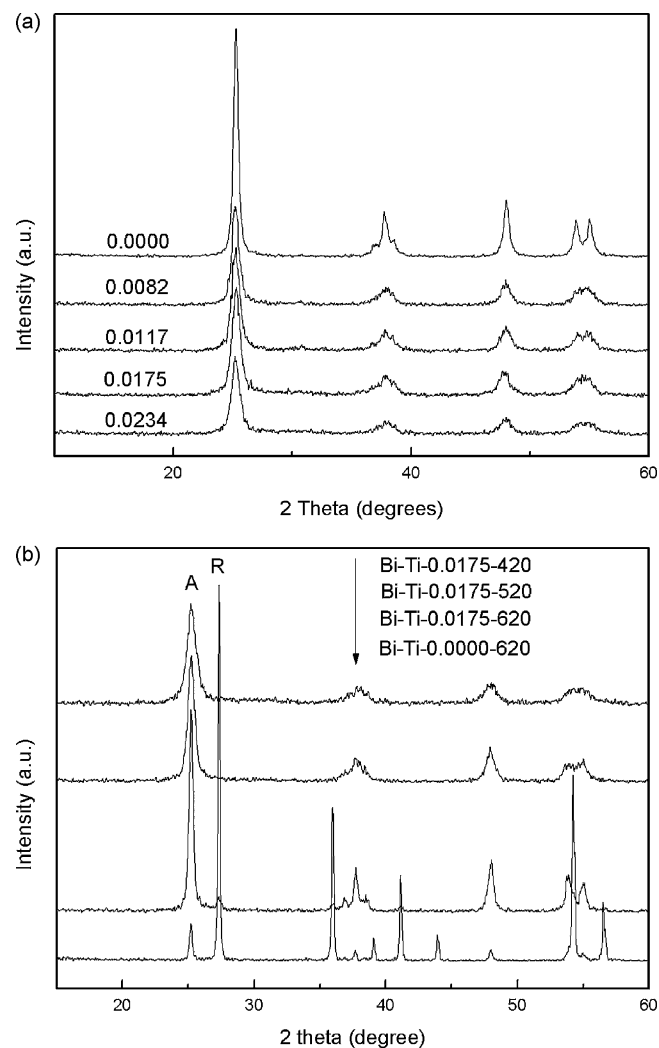 (a)
Intensity (a.u.)
0.0000
0.0082
0.0117
0.0175
0.0234
20 40 60
2 Theta (degrees)
(b)
Intensity (a.u.)
A R
Bi-Ti-0.0175-420
Bi-Ti-0.0175-520
Bi-Ti-0.0175-620
Bi-Ti-0.0000-620
20 30 40 50 60
2 theta (degree)